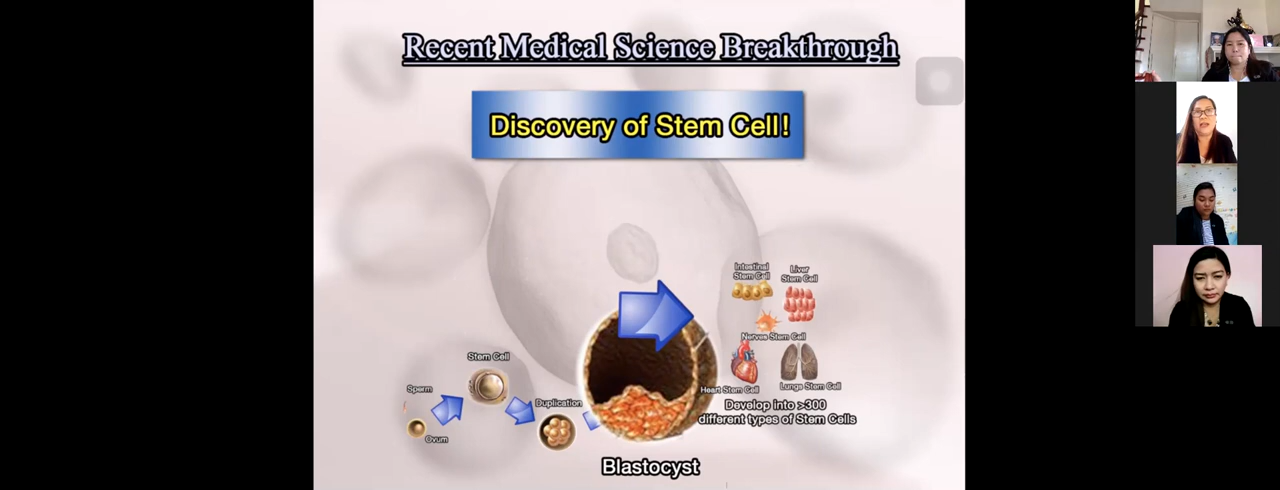 Recent Medical Science Breakthrough
Discovery of Stem Cell!
Intestinal
Stem Cell
Liver
Stem Cell
Nerves Stem Cell
Heart Stem Cell
Lungs Stem Cell
Develop into >300
different types of Stem Cells
Stem Cell
Sperm
Ovum
Duplication
Blastocyst